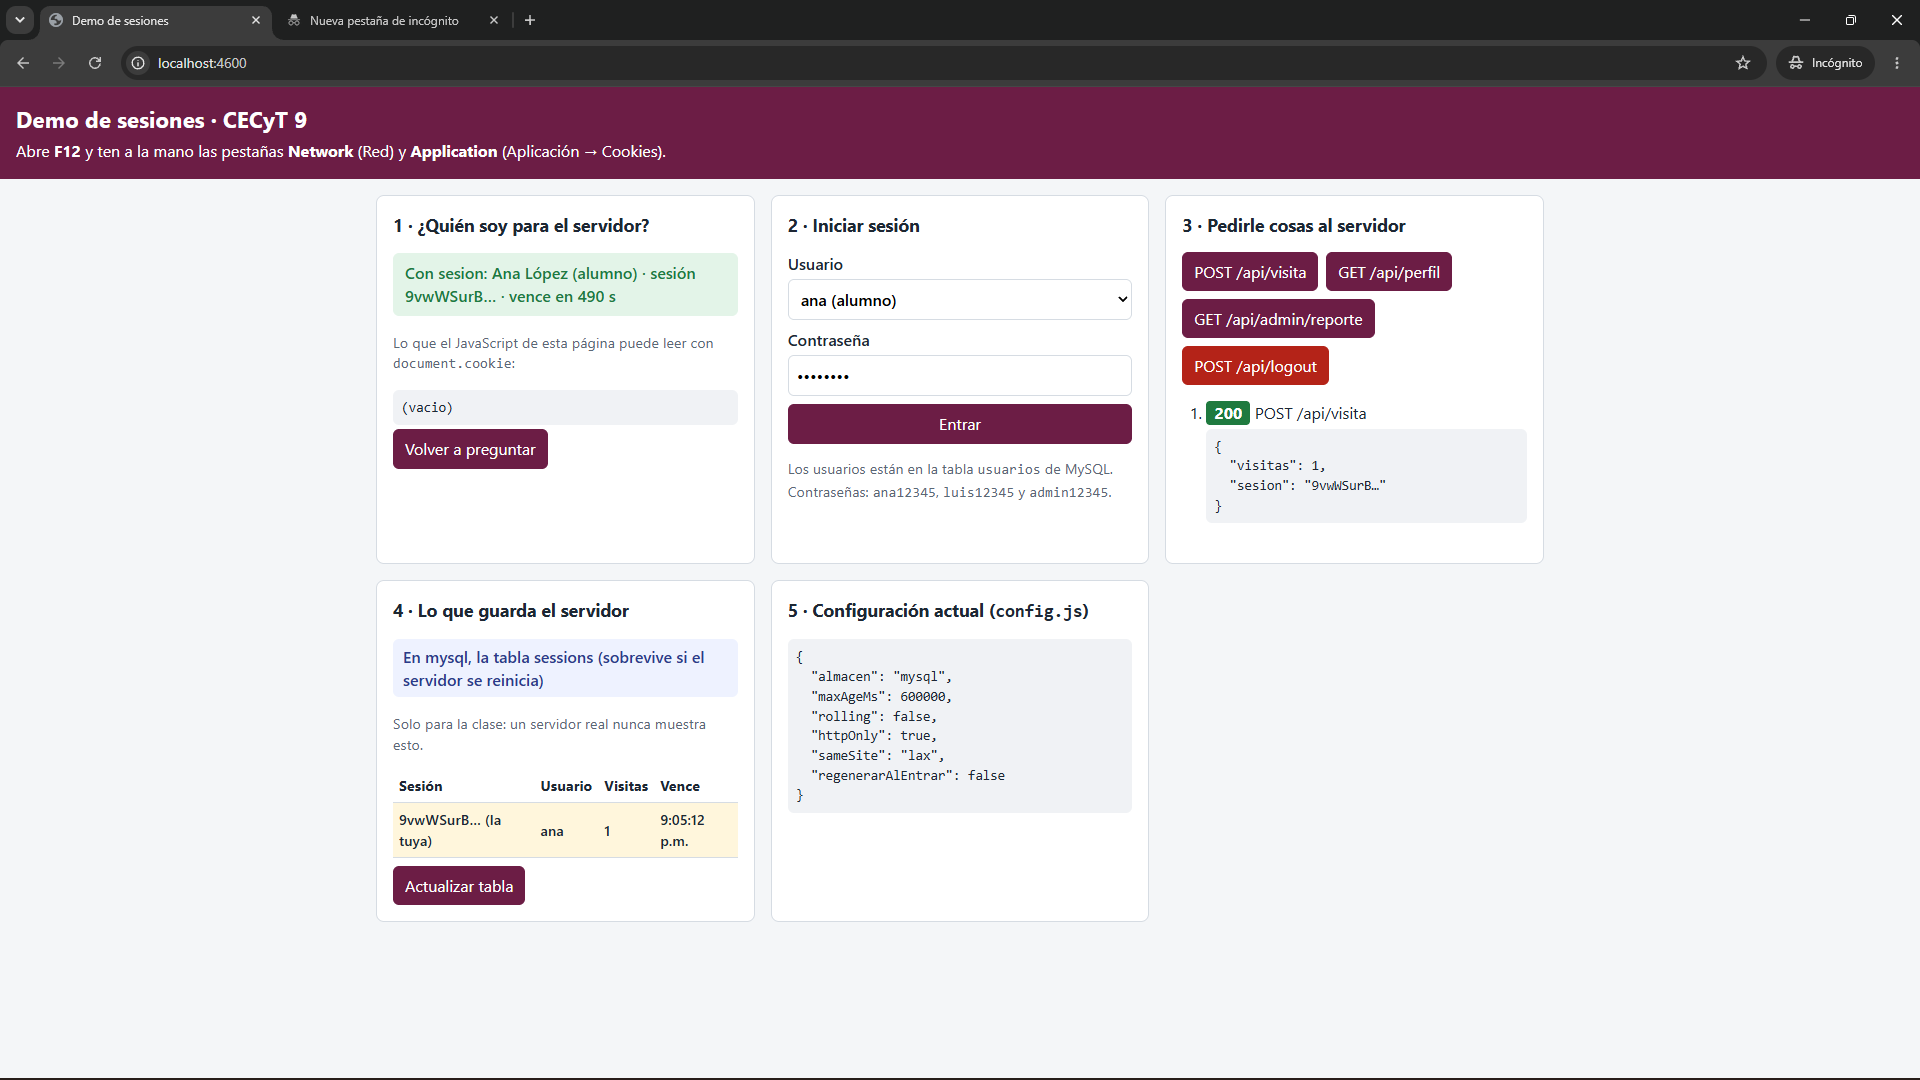 Demo de sesiones
Nueva pestaña de incógnito
localhost:4600
Incógnito
Demo de sesiones · CECyT 9
Abre F12 y ten a la mano las pestañas Network (Red) y Application (Aplicación → Cookies).
1 · ¿Quién soy para el servidor?
Con sesion: Ana López (alumno) · sesión
9vwWSurB... · vence en 490 s
Lo que el JavaScript de esta página puede leer con
document.cookie:
(vacio)
Volver a preguntar
2 · Iniciar sesión
Usuario
ana (alumno)
Contraseña
••••••••
Entrar
Los usuarios están en la tabla usuarios de MySQL.
Contraseñas: ana12345, luis12345 y admin12345.
3 · Pedirle cosas al servidor
POST /api/visita
GET /api/perfil
GET /api/admin/reporte
POST /api/logout
1. 200 POST /api/visita
{
"visitas": 1,
"sesion": "9vwWSurB…"
}
4 · Lo que guarda el servidor
En mysql, la tabla sessions (sobrevive si el
servidor se reinicia)
Solo para la clase: un servidor real nunca muestra
esto.
Sesión Usuario Visitas Vence
9vwWSurB... (la
tuya)
ana
1
9:05:12
p.m.
Actualizar tabla
5 · Configuración actual (config.js)
{
"almacen": "mysql",
"maxAgeMs": 600000,
"rolling": false,
"httpOnly": true,
"sameSite": "lax",
"regenerarAlEntrar": false
}